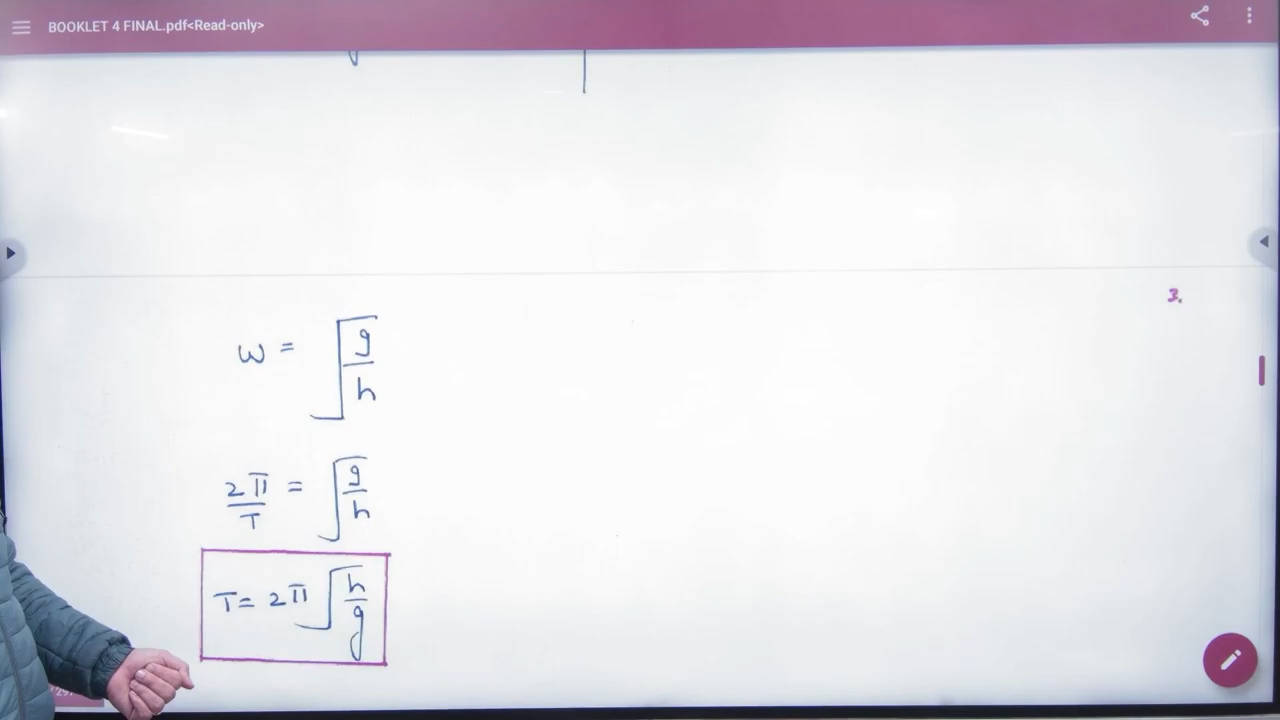 BOOKLET 4 FINAL.pdf<Read-only>
3.
ω = √(g/h)
2π/T = √(g/h)
T = 2π √(h/g)